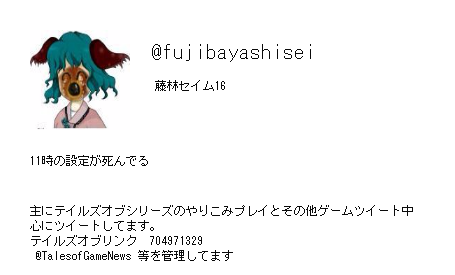 @fujibayashisei
藤林セイム16
11時の設定が死んでる
主にテイルズオブシリーズのやりこみプレイとその他ゲームツイート中
心にツイートしてます。
テイルズオブリンク　704971329
@TalesofGameNews 等を管理してます